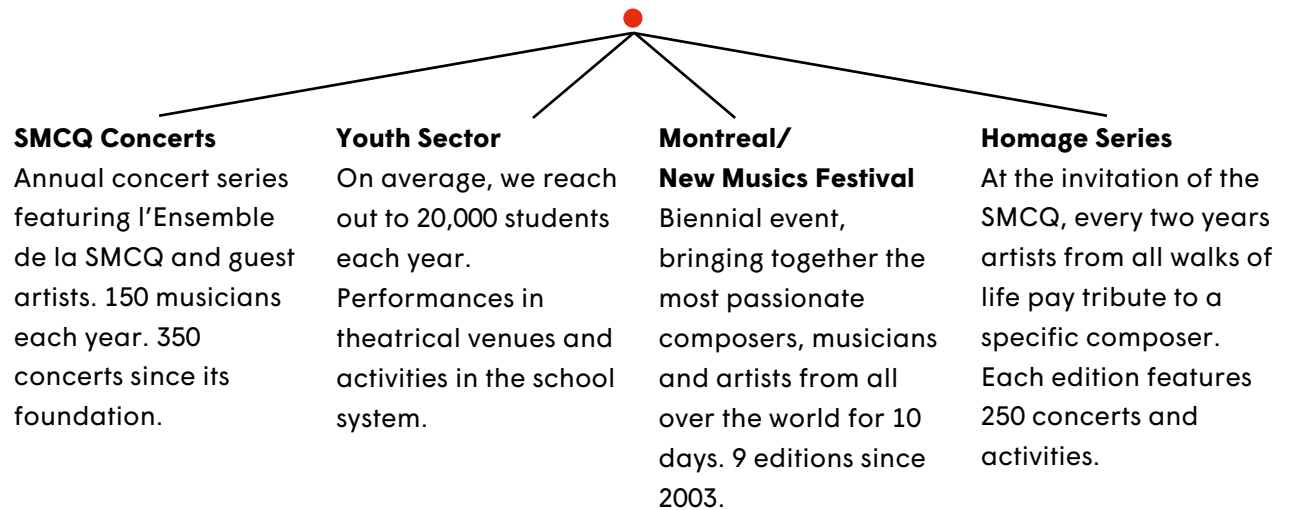 SMCQ Concerts
Annual concert series
featuring l'Ensemble
de la SMCQ and guest
artists. 150 musicians
each year. 350
concerts since its
foundation.
Youth Sector
On average, we reach
out to 20,000 students
each year.
Performances in
theatrical venues and
activities in the school
system.
Montreal/
New Musics Festival
Biennial event,
bringing together the
most passionate
composers, musicians
and artists from all
over the world for 10
days. 9 editions since
2003.
Homage Series
At the invitation of the
SMCQ, every two years
artists from all walks of
life pay tribute to a
specific composer.
Each edition features
250 concerts and
activities.